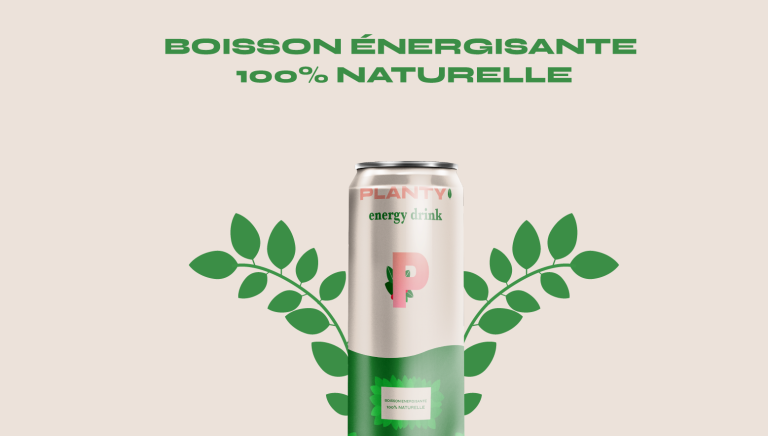 BOISSON ÉNERGISANTE
100% NATURELLE
PLANTY
energy drink
P
BOISSON ÉNERGISANTE
100% NATURELLE